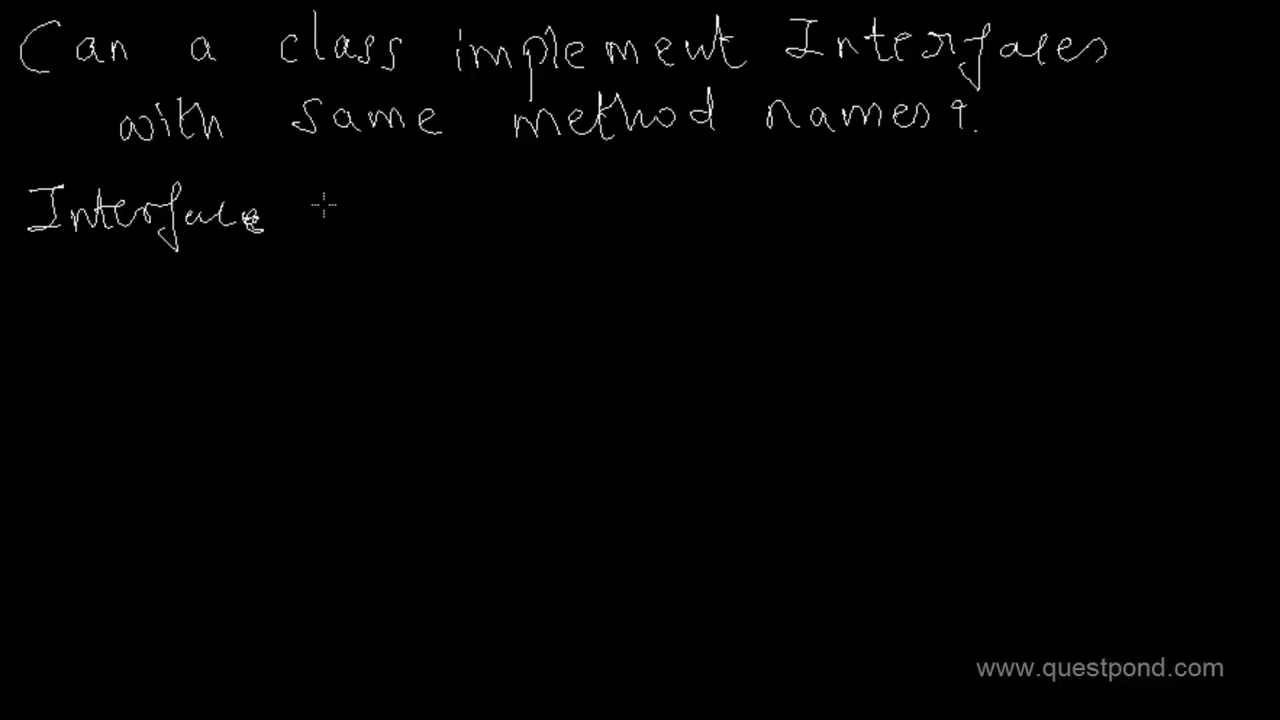 Can a class implement Interfaces
with same method names?
Interface
www.questpond.com